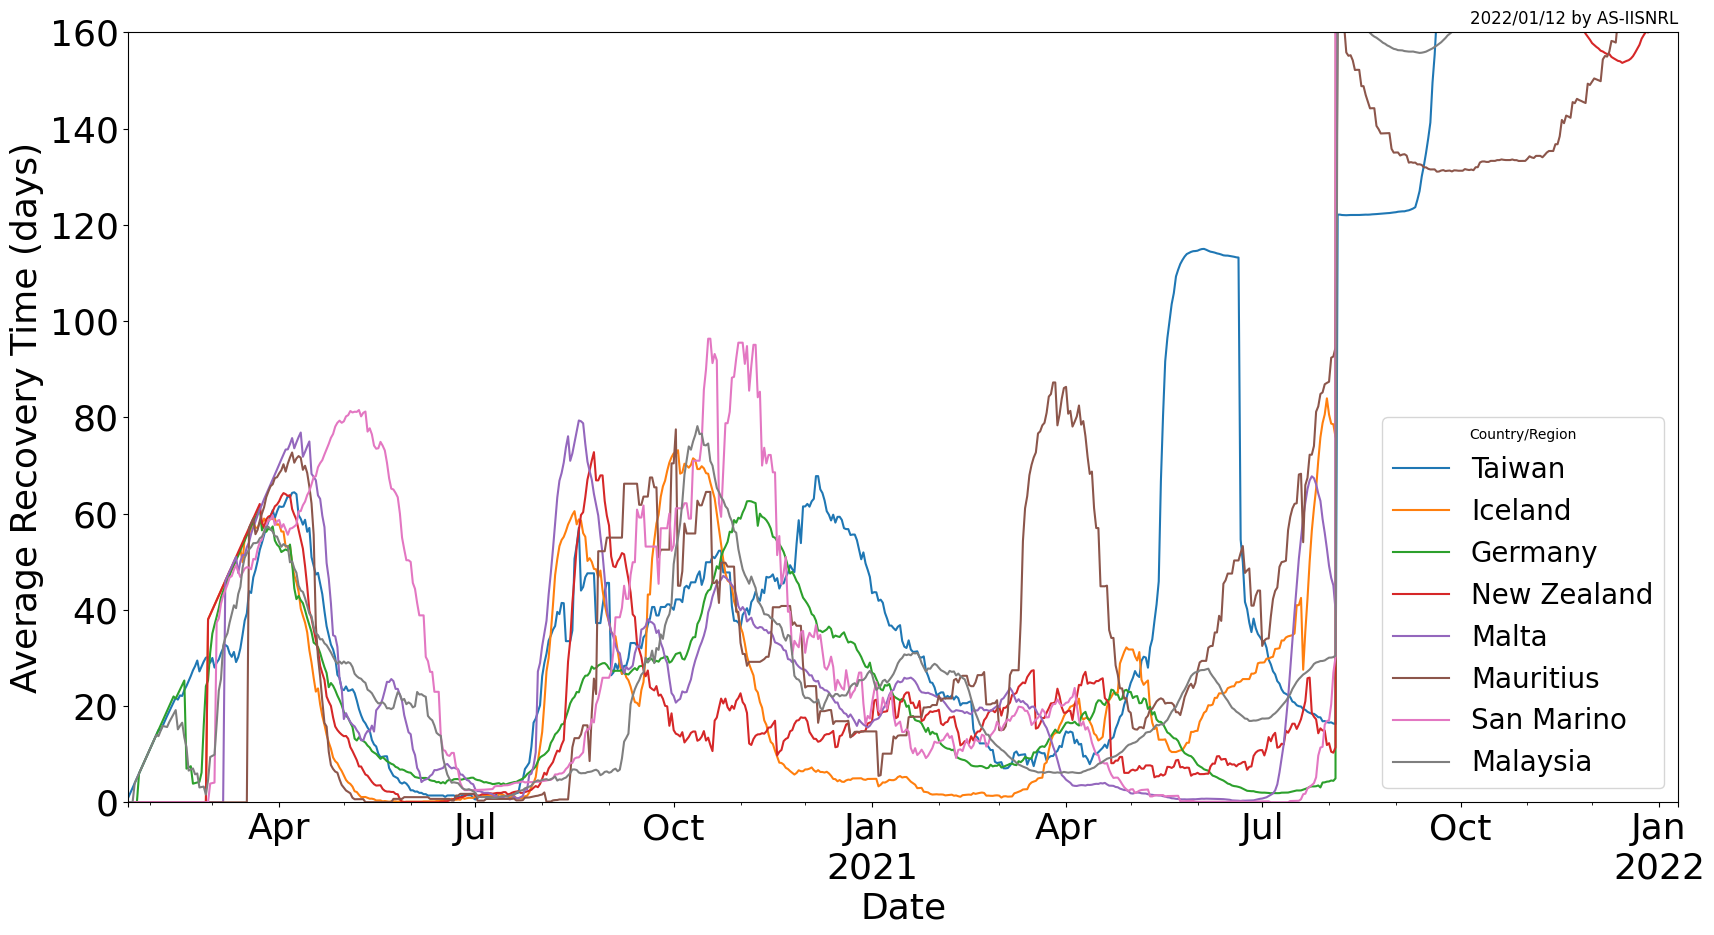 2022/01/12 by AS-IISNRL
160
140
120
100
80
60
40
20
0
Average Recovery Time (days)
Country/Region
Taiwan
Iceland
Germany
New Zealand
Malta
Mauritius
San Marino
Malaysia
Apr
Jul
Oct
Jan
2021
Apr
Jul
Oct
Jan
2022
Date